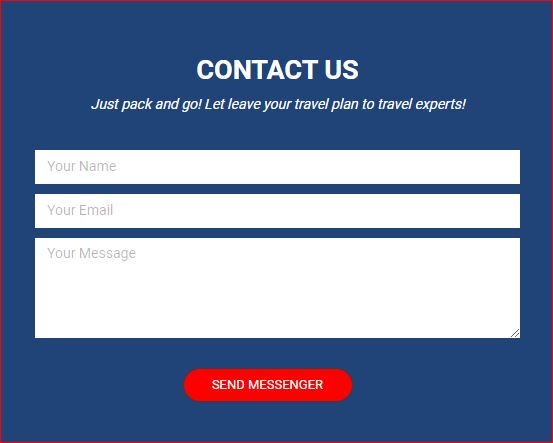 CONTACT US
Just pack and go! Let leave your travel plan to travel experts!
Your Name
Your Email
Your Message
SEND MESSENGER